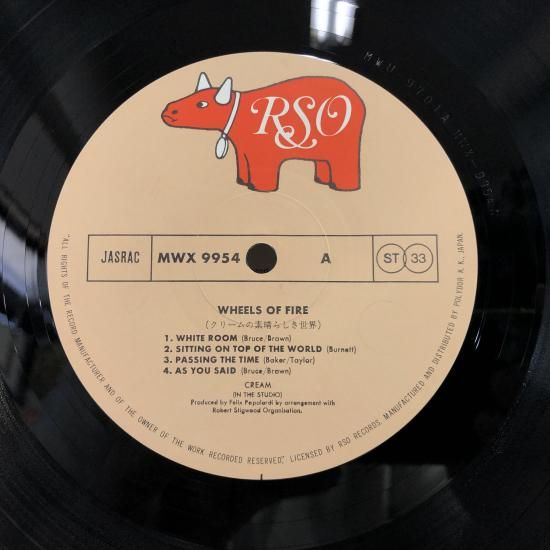 RSO
JASRAC MWX 9954 A ST 33
WHEELS OF FIRE
(クリームの素晴らしき世界)
1. WHITE ROOM (Bruce/Brown)
2. SITTING ON TOP OF THE WORLD (Burnett)
3. PASSING THE TIME (Baker/Taylor)
4. AS YOU SAID (Bruce/Brown)
CREAM
(IN THE STUDIO)
Produced by Felix Pappalardi by arrangement with
Robert Stigwood Organisation.
"ALL RIGHTS OF THE RECORD MANUFACTURER AND OF THE OWNER OF THE WORK RECORDED RESERVED," LICENSED BY RSO RECORDS. MANUFACTURED AND DISTRIBUTED BY POLYDOR K. K., JAPAN.